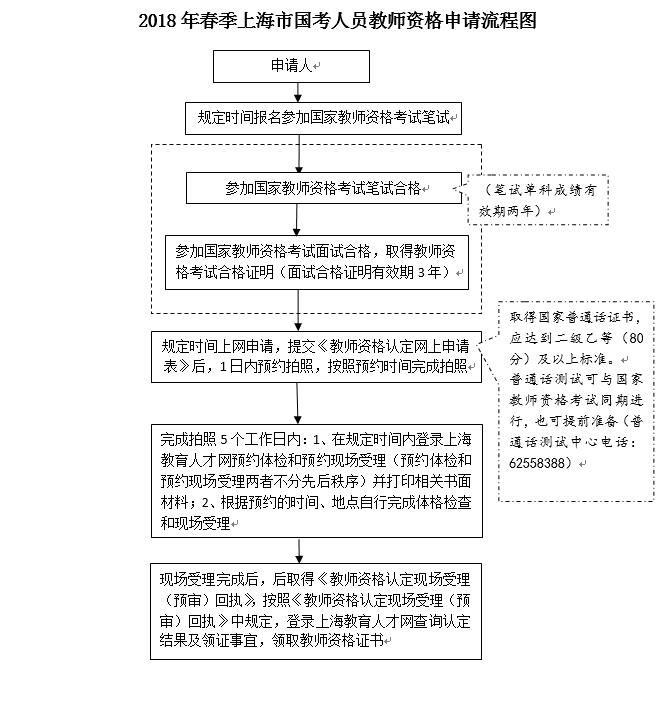 2018 年春季上海市国考人员教师资格申请流程图
申请人
规定时间报名参加国家教师资格考试笔试
参加国家教师资格考试笔试合格
（笔试单科成绩有
效期两年）
参加国家教师资格考试面试合格，取得教师资
格考试合格证明（面试合格证明有效期 3 年）
规定时间上网申请，提交《教师资格认定网上申请
表》后，1 日内预约拍照，按照预约时间完成拍照
取得国家普通话证书，
应达到二级乙等（80
分）及以上标准。
普通话测试可与国家
教师资格考试同期进
行，也可提前准备（普
通话测试中心电话：
62558388）
完成拍照 5 个工作日内：1、在规定时间内登录上海
教育人才网预约体检和预约现场受理（预约体检和
预约现场受理两者不分先后秩序）并打印相关书面
材料；2、根据预约的时间、地点自行完成体格检查
和现场受理
现场受理完成后，后取得《教师资格认定现场受理
（预审）回执》，按照《教师资格认定现场受理（预
审）回执》中规定，登录上海教育人才网查询认定
结果及领证事宜，领取教师资格证书